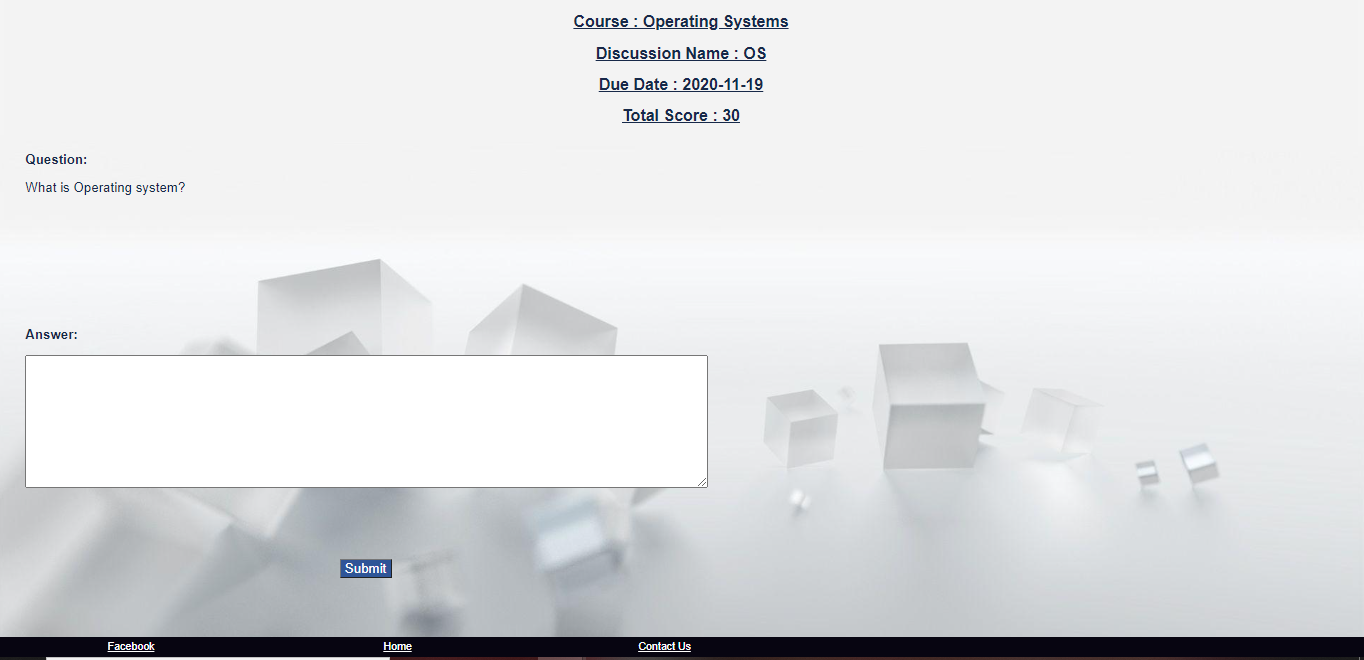 Course : Operating Systems
Discussion Name : OS
Due Date : 2020-11-19
Total Score : 30
Question:
What is Operating system?
Answer:
Submit
Facebook Home Contact Us